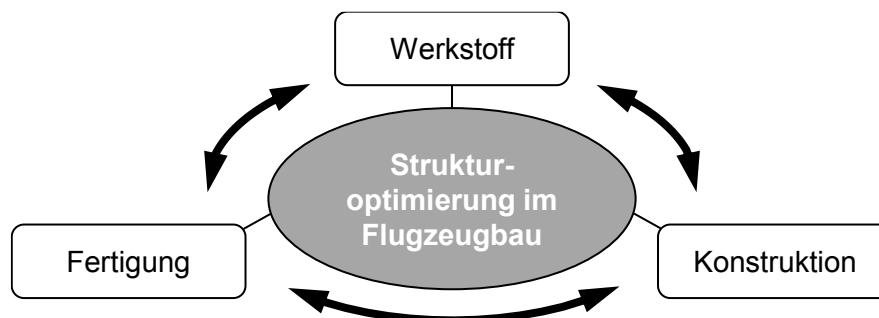 Werkstoff
Struktur-
optimierung im
Flugzeugbau
Fertigung
Konstruktion